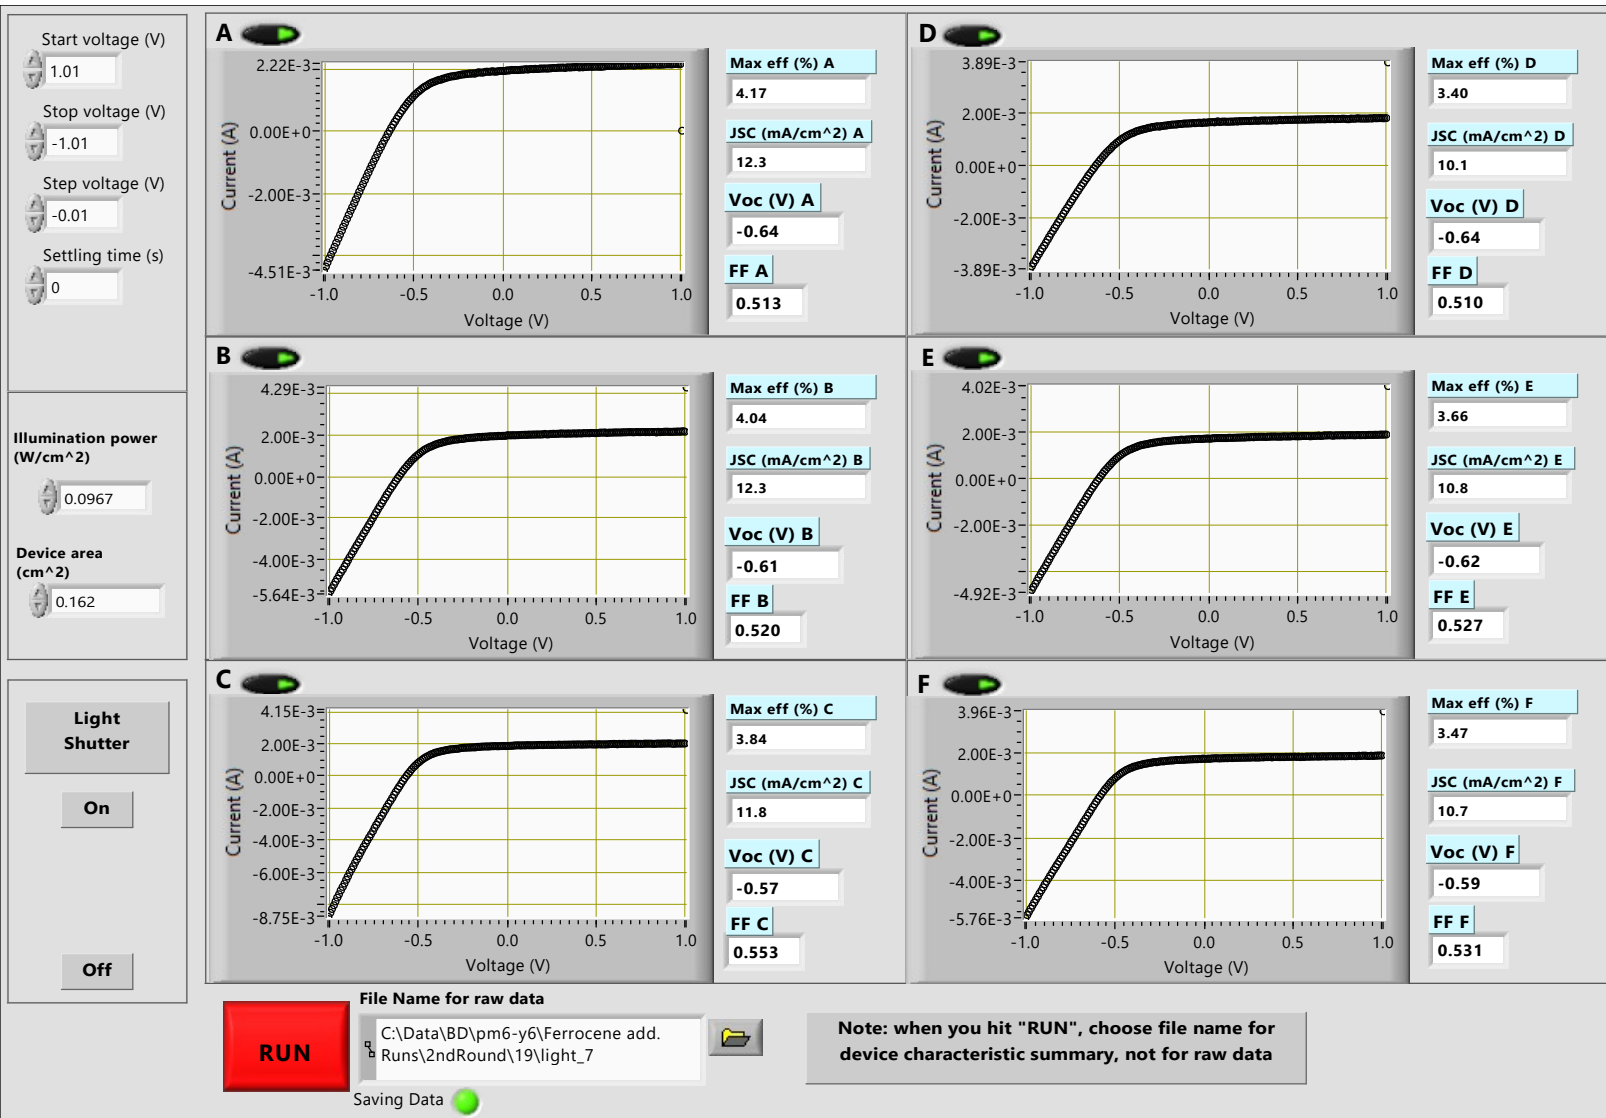 Start voltage (V)
1.01
Stop voltage (V)
-1.01
Step voltage (V)
-0.01
Settling time (s)
0
Illumination power
(W/cm^2)
0.0967
Device area
(cm^2)
0.162
Light
Shutter
On
Off
A
2.22E-3
0.00E+0
-2.00E-3
-4.51E-3
Current (A)
-1.0 -0.5 0.0 0.5 1.0
Voltage (V)
Max eff (%) A
4.17
JSC (mA/cm^2) A
12.3
Voc (V) A
-0.64
FF A
0.513
B
4.29E-3
2.00E-3
0.00E+0
-2.00E-3
-4.00E-3
-5.64E-3
Current (A)
-1.0 -0.5 0.0 0.5 1.0
Voltage (V)
Max eff (%) B
4.04
JSC (mA/cm^2) B
12.3
Voc (V) B
-0.61
FF B
0.520
C
4.15E-3
2.00E-3
0.00E+0
-2.00E-3
-4.00E-3
-6.00E-3
-8.75E-3
Current (A)
-1.0 -0.5 0.0 0.5 1.0
Voltage (V)
Max eff (%) C
3.84
JSC (mA/cm^2) C
11.8
Voc (V) C
-0.57
FF C
0.553
D
3.89E-3
2.00E-3
0.00E+0
-2.00E-3
-3.89E-3
Current (A)
-1.0 -0.5 0.0 0.5 1.0
Voltage (V)
Max eff (%) D
3.40
JSC (mA/cm^2) D
10.1
Voc (V) D
-0.64
FF D
0.510
E
4.02E-3
2.00E-3
0.00E+0
-2.00E-3
-4.92E-3
Current (A)
-1.0 -0.5 0.0 0.5 1.0
Voltage (V)
Max eff (%) E
3.66
JSC (mA/cm^2) E
10.8
Voc (V) E
-0.62
FF E
0.527
F
3.96E-3
2.00E-3
0.00E+0
-2.00E-3
-4.00E-3
-5.76E-3
Current (A)
-1.0 -0.5 0.0 0.5 1.0
Voltage (V)
Max eff (%) F
3.47
JSC (mA/cm^2) F
10.7
Voc (V) F
-0.59
FF F
0.531
RUN
File Name for raw data
C:\Data\BD\pm6-y6\Ferrocene add.
Runs\2ndRound\19\light_7
Saving Data
Note: when you hit "RUN", choose file name for
device characteristic summary, not for raw data